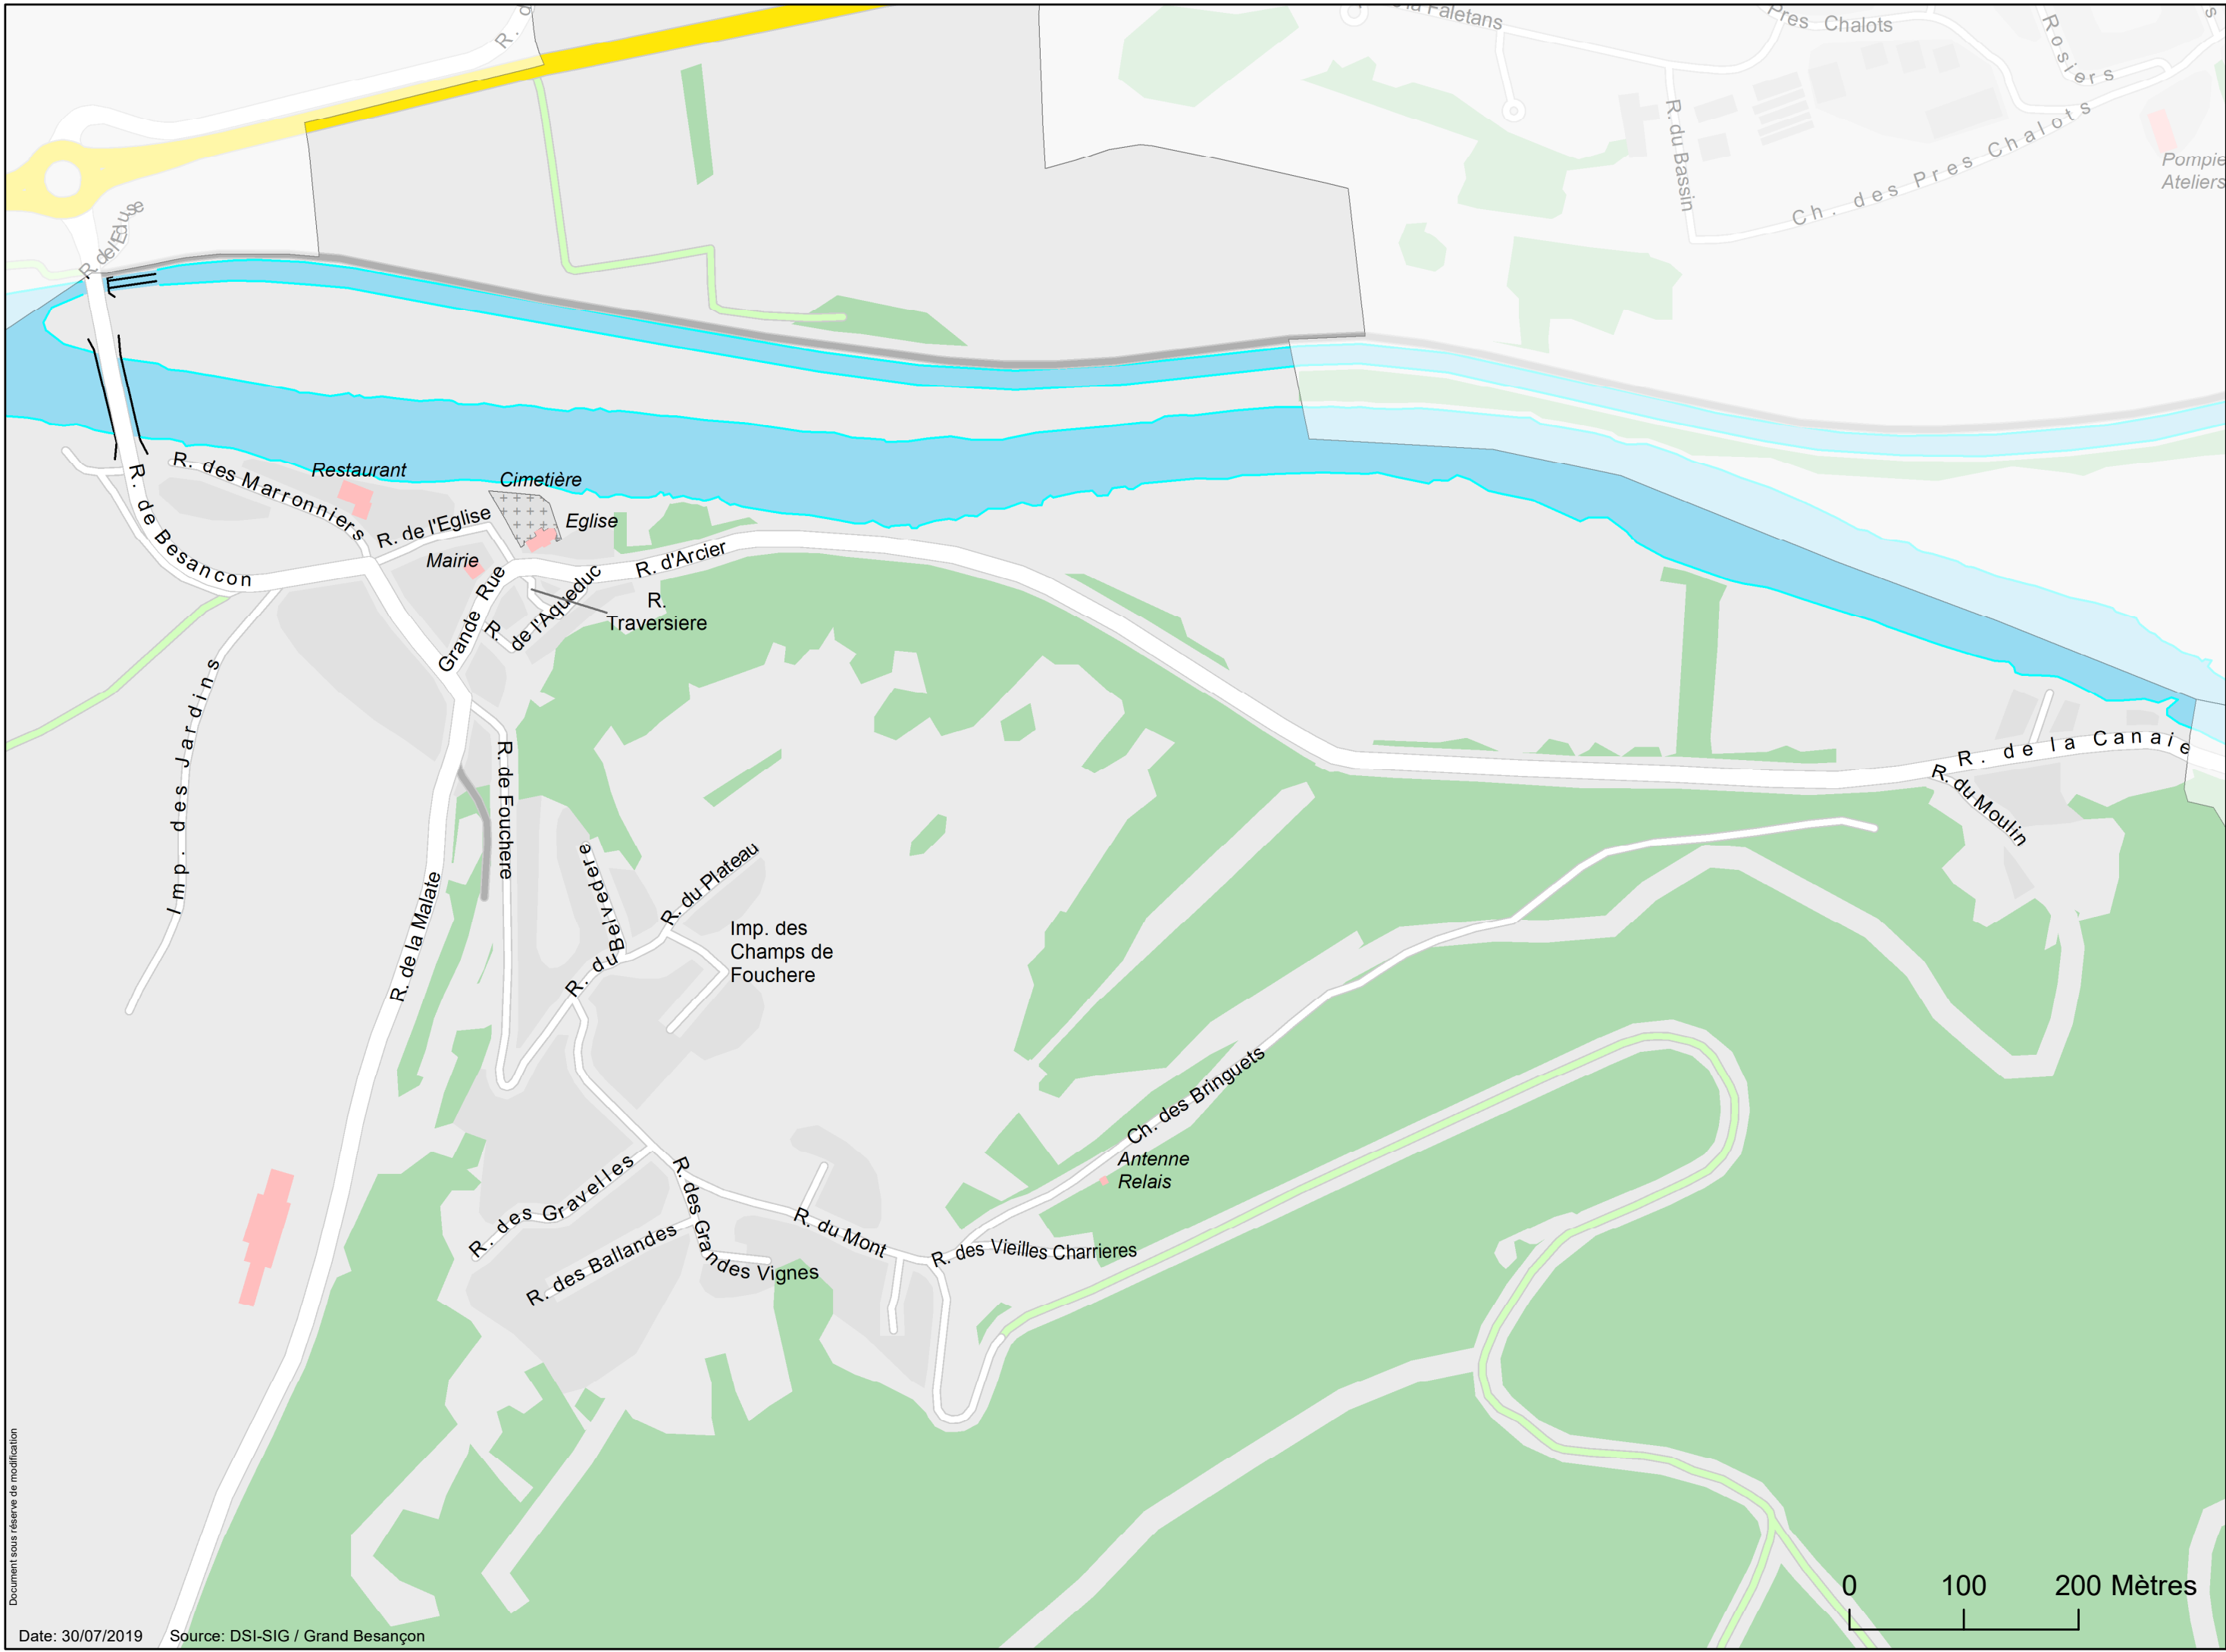 R. d
la Faletans
Pres Chalots
Rosiers
R. du Bassin
Ch. des Pres Chalots
Pompie
Ateliers
R. de l'Ecluse
R. de Besancon
R. des Marronniers
Restaurant
Cimetière
R. de l'Eglise
Eglise
Mairie
Grande Rue
R. d'Arcier
R. de l'Aqueduc
R.
Traversiere
Imp. des Jardins
R. de Fouchere
R. de la Malate
R. du Belvedere
R. du Plateau
Imp. des
Champs de
Fouchere
R. de la Canaie
R. du Moulin
Ch. des Bringuets
Antenne
Relais
R. des Gravelles
R. des Ballandes
R. des Grandes Vignes
R. du Mont
R. des Vieilles Charrieres
0 100 200 Mètres
Document sous réserve de modification
Date: 30/07/2019 Source: DSI-SIG / Grand Besançon